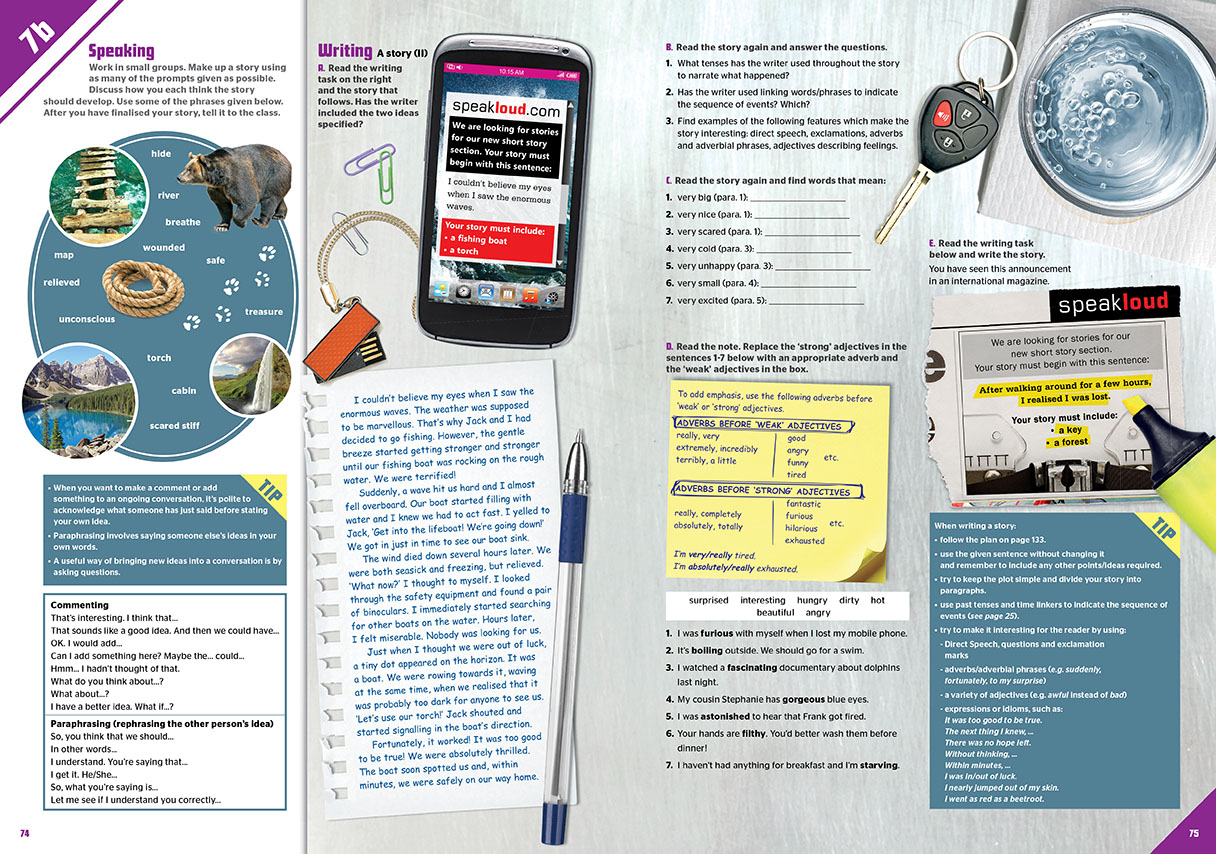 7b
Speaking
Work in small groups. Make up a story using
as many of the prompts given as possible.
Discuss how you each think the story
should develop. Use some of the phrases given below.
After you have finalised your story, tell it to the class.
hide
river
breathe
wounded
map
safe
relieved
treasure
unconscious
torch
cabin
scared stiff
TIP
• When you want to make a comment or add
something to an ongoing conversation, it's polite to
acknowledge what someone has just said before stating
your own idea.
• Paraphrasing involves saying someone else's ideas in your
own words.
• A useful way of bringing new ideas into a conversation is by
asking questions.
Commenting
That's interesting. I think that...
That sounds like a good idea. And then we could have...
OK. I would add...
Can I add something here? Maybe the... could...
Hmm... I hadn't thought of that.
What do you think about...?
What about...?
I have a better idea. What if...?
Paraphrasing (rephrasing the other person's idea)
So, you think that we should...
In other words...
I understand. You're saying that...
I get it. He/She...
So, what you're saying is...
Let me see if I understand you correctly...
74
Writing A story (II)
A. Read the writing
task on the right
and the story that
follows. Has the writer
included the two ideas
specified?
10:15 AM
speakloud.com
We are looking for stories
for our new short story
section. Your story must
begin with this sentence:
I couldn't believe my eyes
when I saw the enormous
waves.
Your story must include:
• a fishing boat
• a torch
I couldn't believe my eyes when I saw the
enormous waves. The weather was supposed
to be marvellous. That's why Jack and I had
decided to go fishing. However, the gentle
breeze started getting stronger and stronger
until our fishing boat was rocking on the rough
water. We were terrified!
Suddenly, a wave hit us hard and I almost
fell overboard. Our boat started filling with
water and I knew we had to act fast. I yelled to
Jack, 'Get into the lifeboat! We're going down!'
We got in just in time to see our boat sink.
The wind died down several hours later. We
were both seasick and freezing, but relieved.
'What now?' I thought to myself. I looked
through the safety equipment and found a pair
of binoculars. I immediately started searching
for other boats on the water. Hours later,
I felt miserable. Nobody was looking for us.
Just when I thought we were out of luck,
a tiny dot appeared on the horizon. It was
a boat. We were rowing towards it, waving
at the same time, when we realised that it
was probably too dark for anyone to see us.
'Let's use our torch!' Jack shouted and
started signalling in the boat's direction.
Fortunately, it worked! It was too good
to be true! We were absolutely thrilled.
The boat soon spotted us and, within
minutes, we were safely on our way home.
B. Read the story again and answer the questions.
1. What tenses has the writer used throughout the story
to narrate what happened?
2. Has the writer used linking words/phrases to indicate
the sequence of events? Which?
3. Find examples of the following features which make the
story interesting: direct speech, exclamations, adverbs
and adverbial phrases, adjectives describing feelings.
C. Read the story again and find words that mean:
1. very big (para. 1):
2. very nice (para. 1):
3. very scared (para. 1):
4. very cold (para. 3):
5. very unhappy (para. 3):
6. very small (para. 4):
7. very excited (para. 5):
D. Read the note. Replace the 'strong' adjectives in the
sentences 1-7 below with an appropriate adverb and
the 'weak' adjectives in the box.
To add emphasis, use the following adverbs before
'weak' or 'strong' adjectives.
ADVERBS BEFORE 'WEAK' ADJECTIVES
really, very
extremely, incredibly
terribly, a little
good
angry
funny
tired
etc.
ADVERBS BEFORE 'STRONG' ADJECTIVES
really, completely
absolutely, totally
fantastic
furious
hilarious
exhausted
etc.
I'm very/really tired.
I'm absolutely/really exhausted.
surprised interesting hungry dirty hot
beautiful angry
1. I was furious with myself when I lost my mobile phone.
2. It's boiling outside. We should go for a swim.
3. I watched a fascinating documentary about dolphins
last night.
4. My cousin Stephanie has gorgeous blue eyes.
5. I was astonished to hear that Frank got fired.
6. Your hands are filthy. You'd better wash them before
dinner!
7. I haven't had anything for breakfast and I'm starving.
E. Read the writing task
below and write the story.
You have seen this announcement
in an international magazine.
speakloud
We are looking for stories for our
new short story section.
Your story must begin with this sentence:
After walking around for a few hours,
I realised I was lost.
Your story must include:
• a key
• a forest
TIP
When writing a story:
• follow the plan on page 133.
• use the given sentence without changing it
and remember to include any other points/ideas required.
• try to keep the plot simple and divide your story into
paragraphs.
• use past tenses and time linkers to indicate the sequence of
events (see page 25).
• try to make it interesting for the reader by using:
- Direct Speech, questions and exclamation
marks
- adverbs/adverbial phrases (e.g. suddenly,
fortunately, to my surprise)
- a variety of adjectives (e.g. awful instead of bad)
- expressions or idioms, such as:
It was too good to be true.
The next thing I knew, ...
There was no hope left.
Without thinking, ...
Within minutes, ...
I was in/out of luck.
I nearly jumped out of my skin.
I went as red as a beetroot.
75